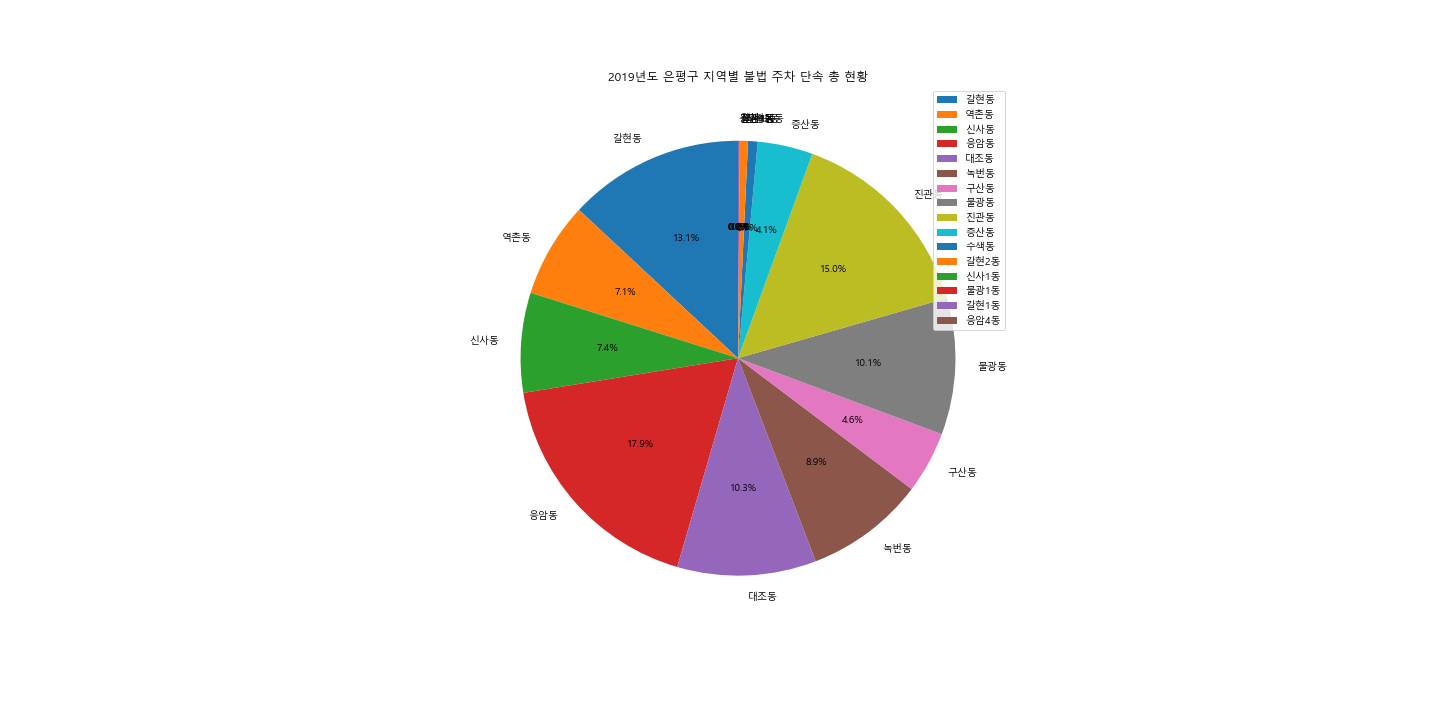 2019년도 은평구 지역별 불법 주차 단속 총 현황
갈현동
역촌동
신사동
응암동
대조동
녹번동
구산동
물광동
진관
증산동
13.1%
7.1%
7.4%
17.9%
10.3%
8.9%
4.6%
10.1%
15.0%
4.1%
갈현동
역촌동
신사동
응암동
대조동
녹번동
구산동
불광동
진관동
증산동
수색동
갈현2동
신사1동
불광1동
갈현1동
응암4동